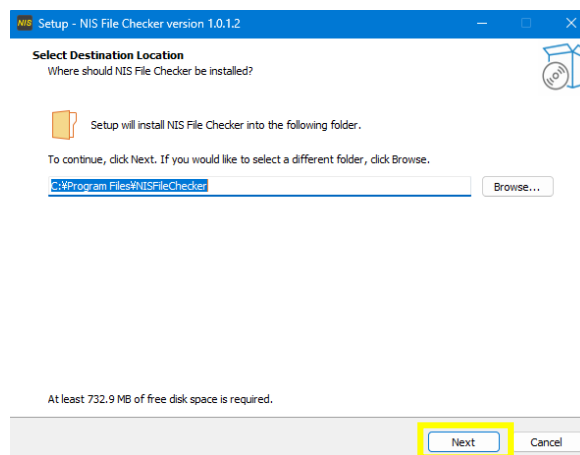 NIS Setup - NIS File Checker version 1.0.1.2
Select Destination Location
Where should NIS File Checker be installed?
Setup will install NIS File Checker into the following folder.
To continue, click Next. If you would like to select a different folder, click Browse.
C:¥Program Files¥NISFileChecker
Browse...
At least 732.9 MB of free disk space is required.
Next
Cancel